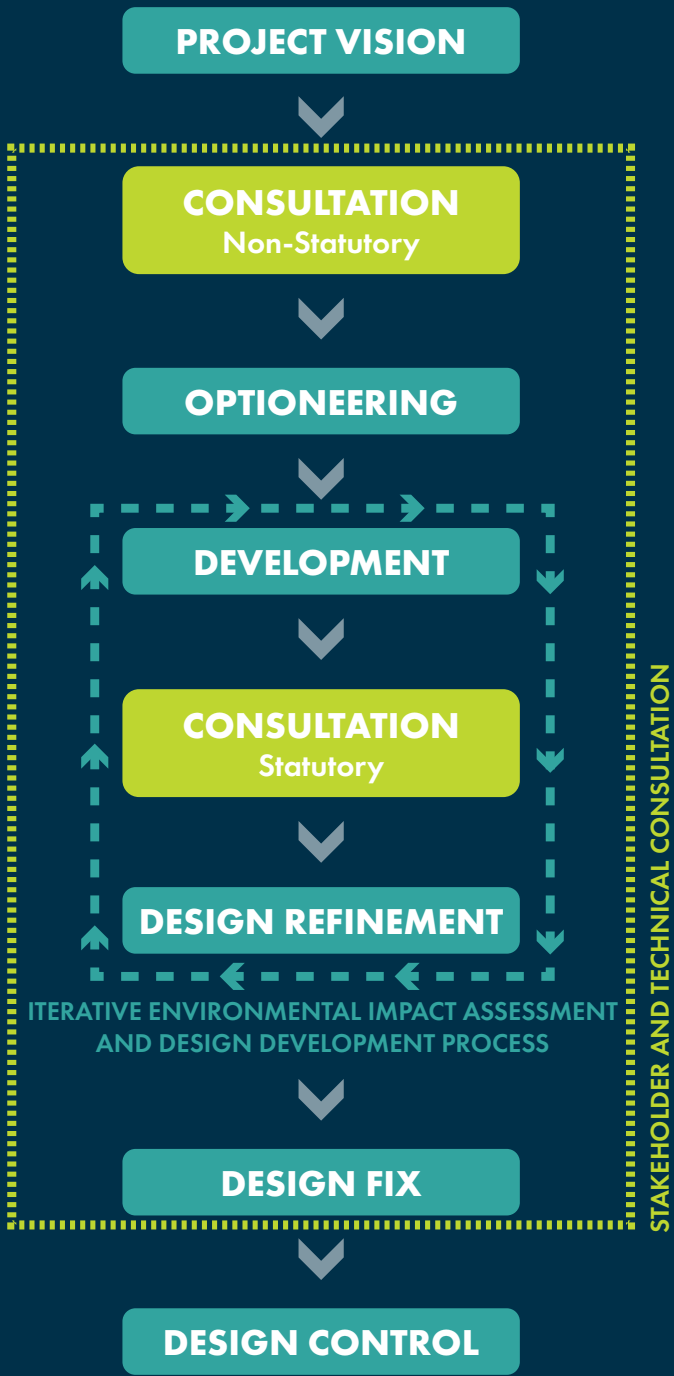 PROJECT VISION
CONSULTATION
Non-Statutory
OPTIONEERING
DEVELOPMENT
CONSULTATION
Statutory
DESIGN REFINEMENT
ITERATIVE ENVIRONMENTAL IMPACT ASSESSMENT
AND DESIGN DEVELOPMENT PROCESS
DESIGN FIX
STAKEHOLDER AND TECHNICAL CONSULTATION
DESIGN CONTROL